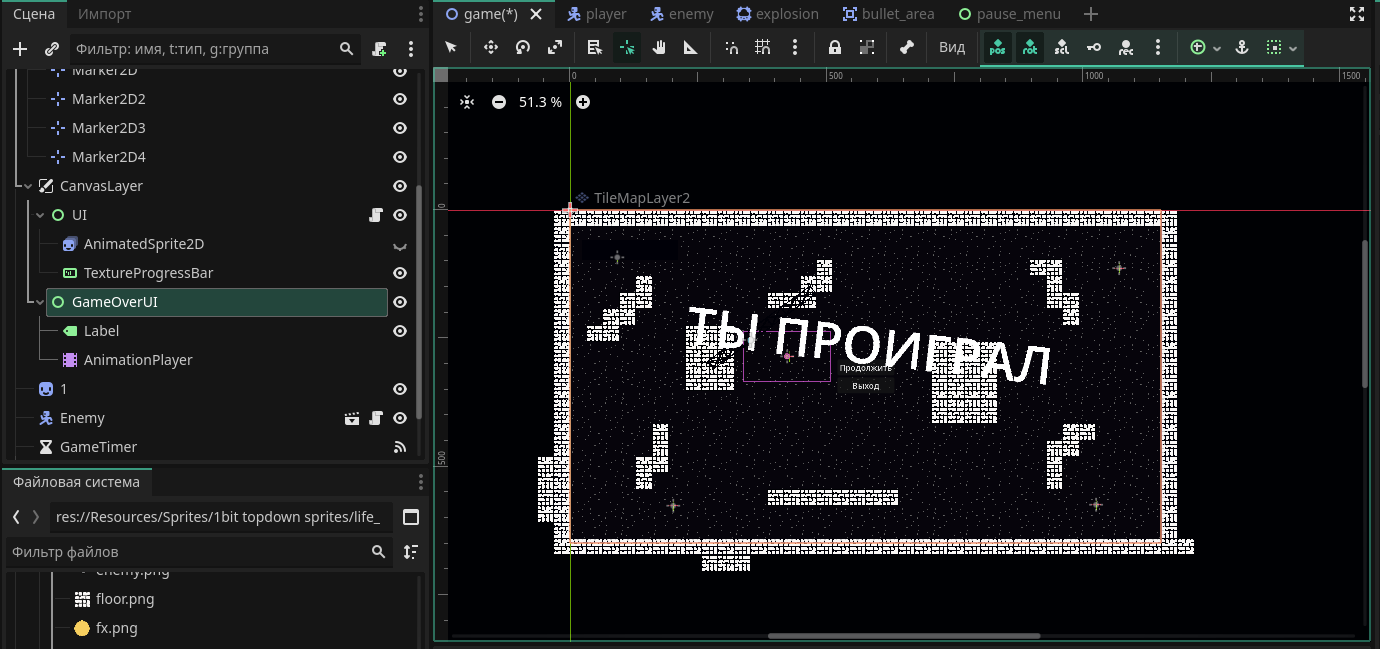 Сцена
Импорт
game(*)
player
enemy
explosion
bullet_area
pause_menu
Фильтр: имя, t:тип, g:группа
Вид
pos
rot
scl
0
500
1000
1500
51.3 %
Marker2D
Marker2D2
Marker2D3
Marker2D4
CanvasLayer
UI
AnimatedSprite2D
TextureProgressBar
GameOverUI
Label
AnimationPlayer
1
Enemy
GameTimer
TileMapLayer2
0
500
ТЫ ПРОИГРАЛ
Продолжить
Выход
Файловая система
res://Resources/Sprites/1bit topdown sprites/life_
Фильтр файлов
enemy.png
floor.png
fx.png